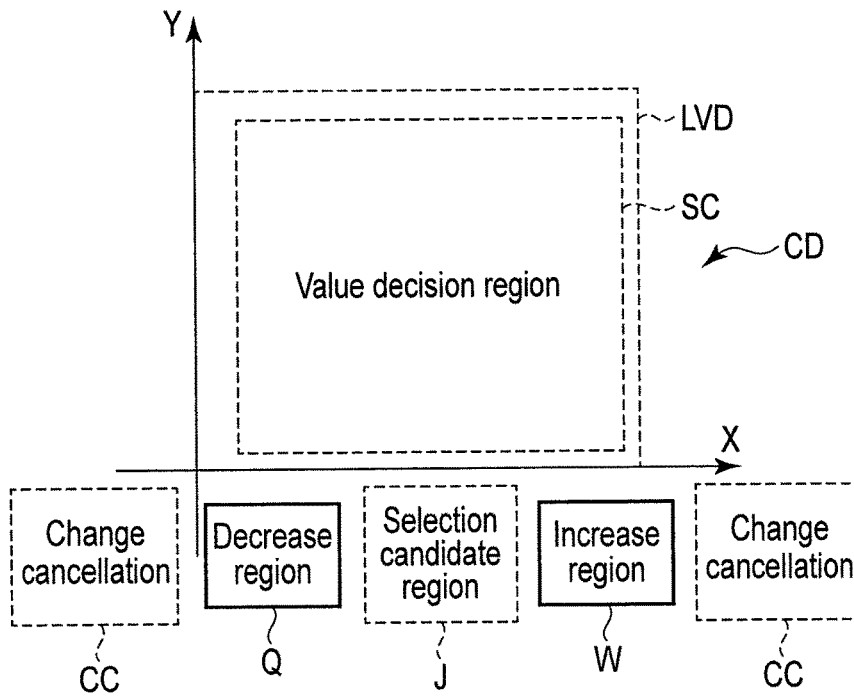 Y
LVD
SC
CD
Value decision region
X
Change
cancellation
Decrease
region
Selection
candidate
region
Increase
region
Change
cancellation
CC
Q
J
W
CC